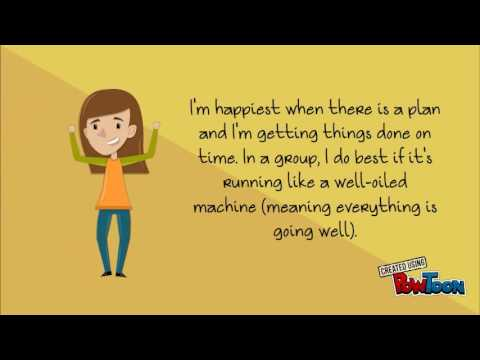 I'm happiest when there is a plan
and I'm getting things done on
time. In a group, I do best if it's
running like a well-oiled
machine (meaning everything is
going well).
CREATED USING
POWTOON